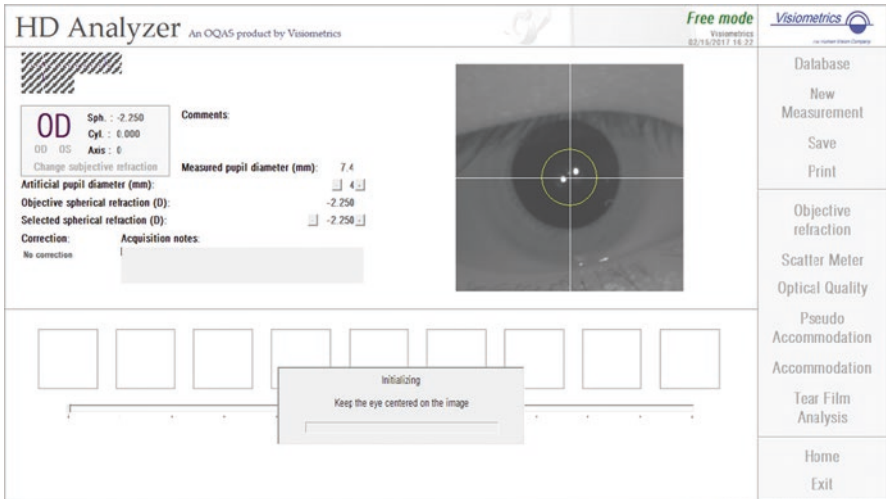 HD Analyzer An OQAS product by Visiometrics
Free mode
Visiometrics
02/15/2017 16:22
Visiometrics
OD
OD OS
Sph. : -2.250
Cyl. : 0.000
Axis : 0
Change subjective refraction
Comments:
Measured pupil diameter (mm): 7.4
Artificial pupil diameter (mm): 4
Objective spherical refraction (D): -2.250
Selected spherical refraction (D): -2.250
Correction:
No correction
Acquisition notes:
Initializing
Keep the eye centered on the image
Database
New
Measurement
Save
Print
Objective
refraction
Scatter Meter
Optical Quality
Pseudo
Accommodation
Accommodation
Tear Film
Analysis
Home
Exit